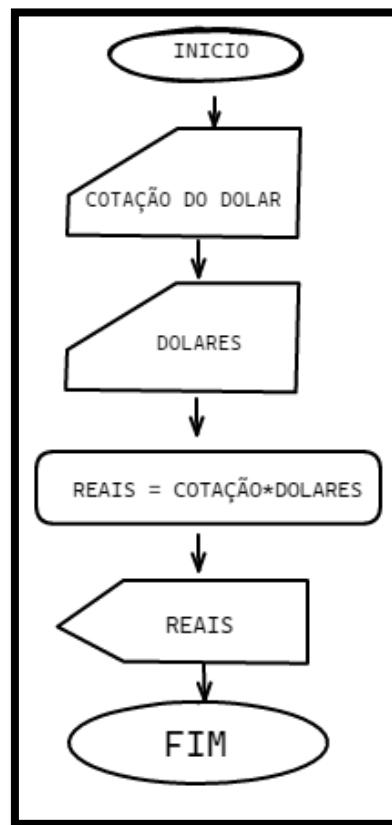 INICIO
COTAÇÃO DO DOLAR
DOLARES
REAIS = COTAÇÃO*DOLARES
REAIS
FIM